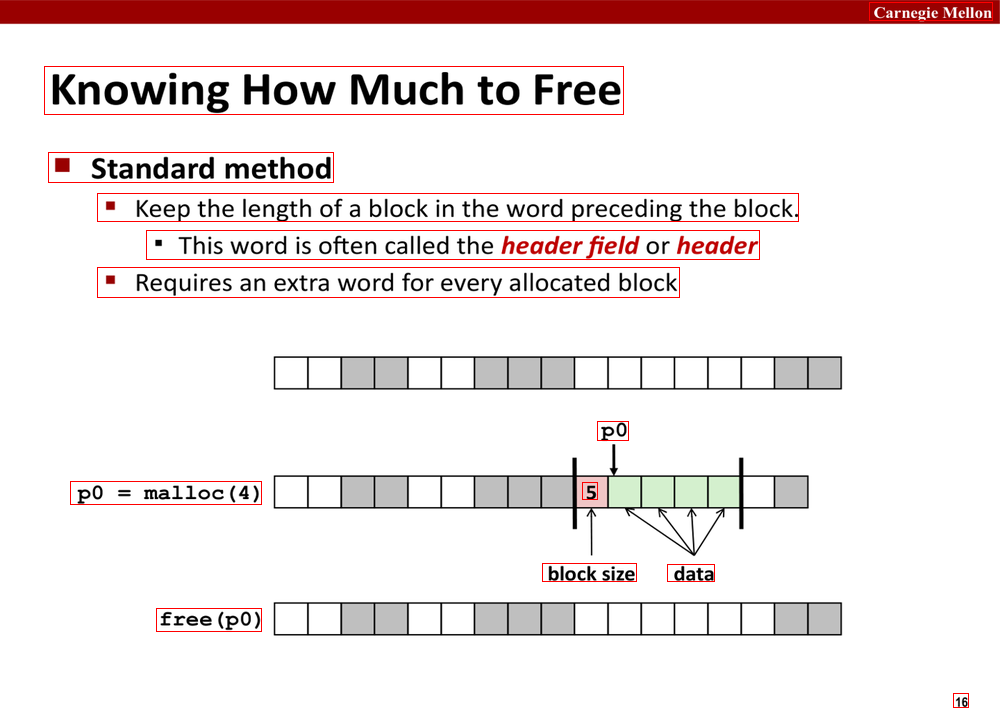 Carnegie Mellon
Knowing How Much to Free
Standard method
Keep the length of a block in the word preceding the block.
This word is often called the header field or header
Requires an extra word for every allocated block
p0
p0 = malloc(4)
5
block size
data
free(p0)
16